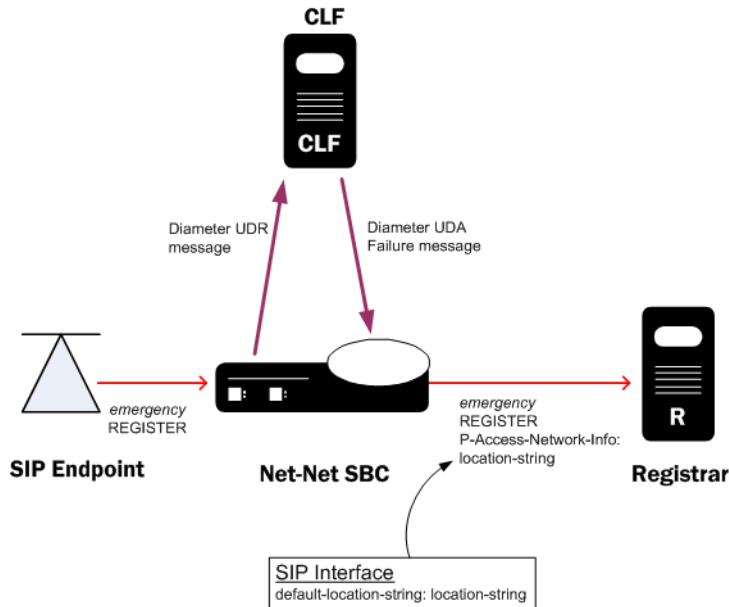 CLF
CLF
Diameter UDR
message
Diameter UDA
Failure message
emergency
REGISTER
emergency
REGISTER
P-Access-Network-Info:
location-string
R
SIP Endpoint
Net-Net SBC
Registrar
SIP Interface
default-location-string: location-string